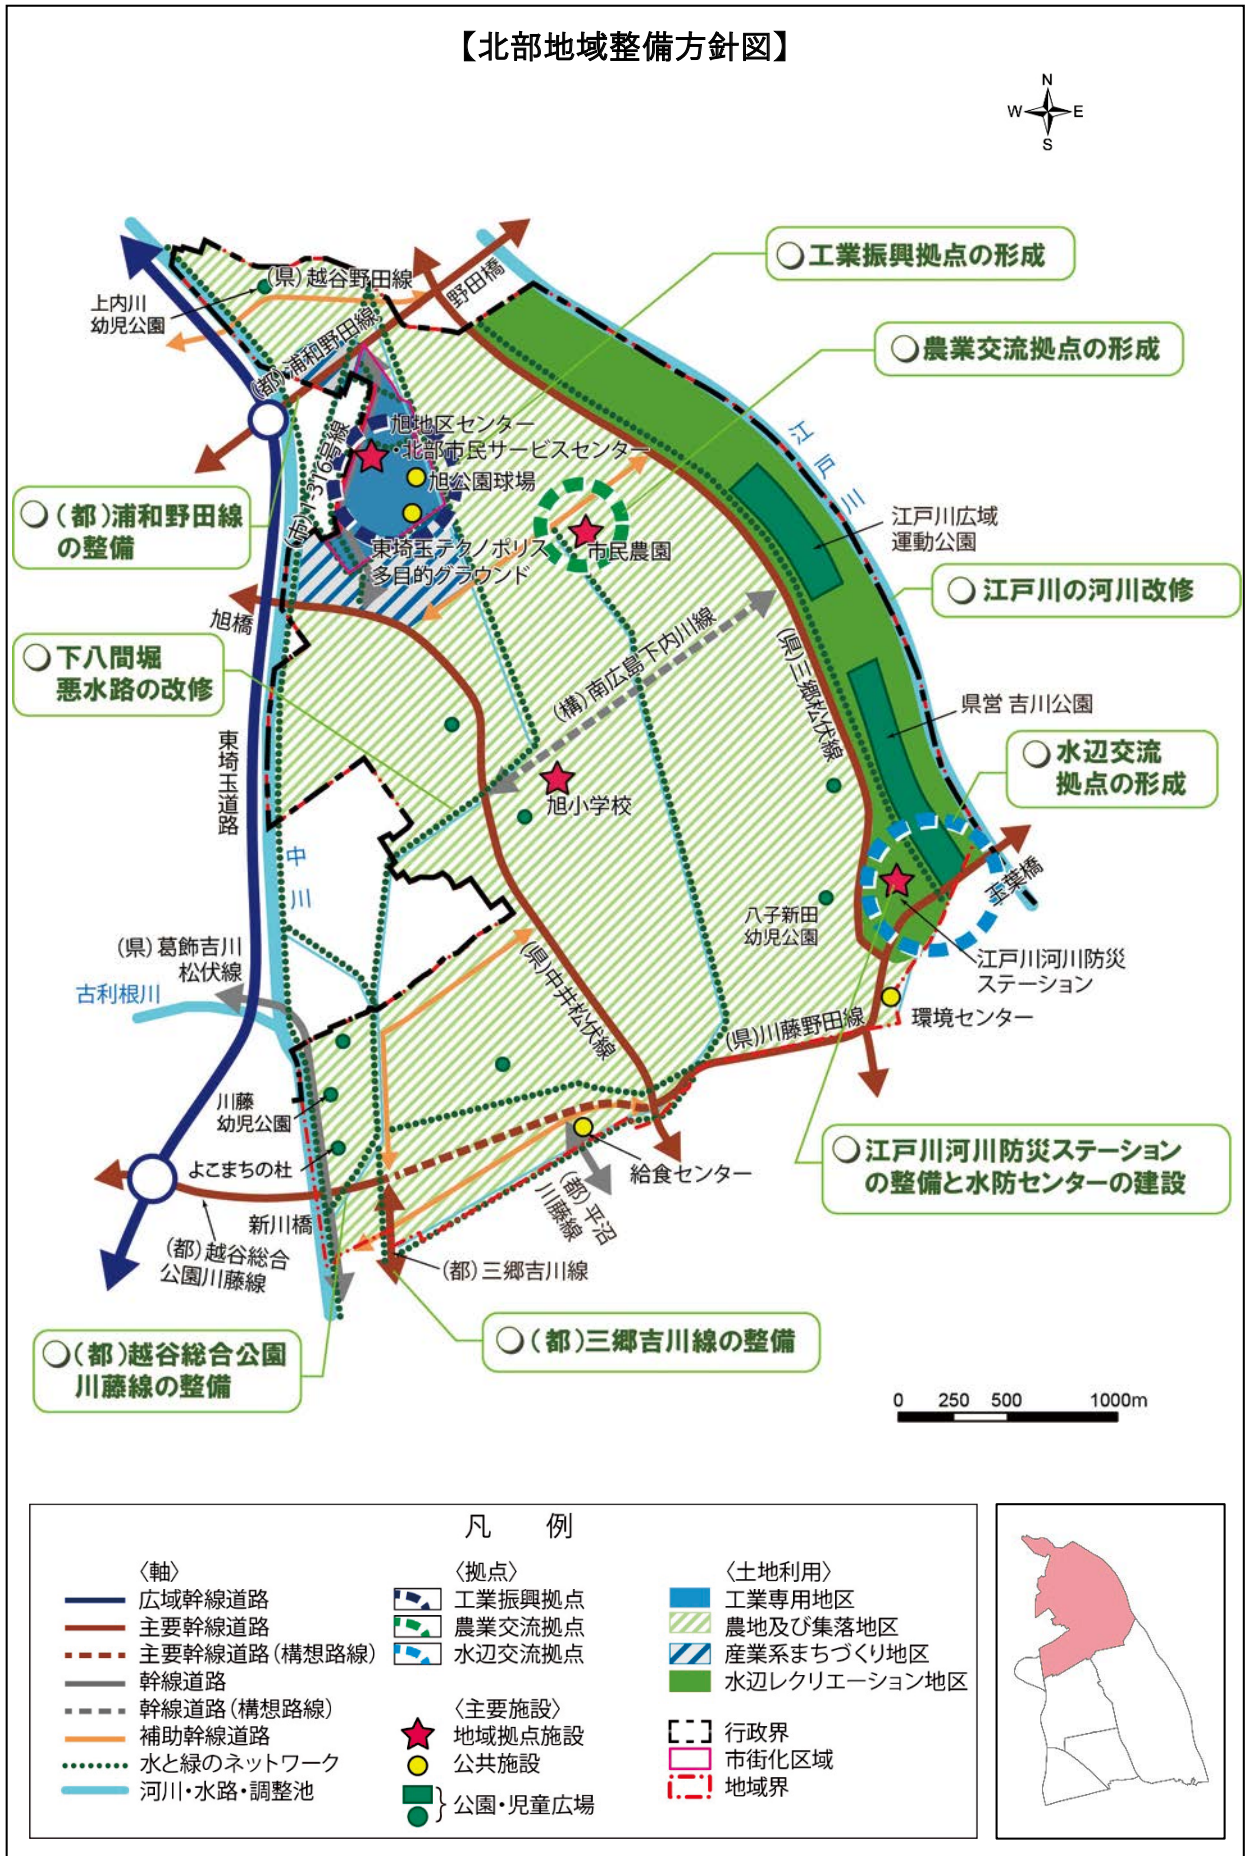 【北部地域整備方針図】
N
W
E
S
工業振興拠点の形成
農業交流拠点の形成
(県)越谷野田線
野田橋
上内川
幼児公園
(都)浦和野田線
江戸川
旭地区センター
・北部市民サービスセンター
旭公園球場
(市)1-316号線
(都)浦和野田線
の整備
江戸川広域
運動公園
東埼玉テクノポリス
多目的グラウンド
市民農園
江戸川の河川改修
旭橋
下八間堀
悪水路の改修
(構)南広島下内川線
(県)三郷松伏線
県営 吉川公園
水辺交流
拠点の形成
東埼玉道路
旭小学校
中川
玉葉橋
八子新田
幼児公園
(県)葛飾吉川
松伏線
古利根川
(県)中井松伏線
江戸川河川防災
ステーション
(県)川藤野田線
環境センター
川藤
幼児公園
よこまちの杜
給食センター
江戸川河川防災ステーション
の整備と水防センターの建設
新川橋
(都)平沼
川藤線
(都)越谷総合
公園川藤線
(都)三郷吉川線
(都)三郷吉川線の整備
(都)越谷総合公園
川藤線の整備
0 250 500 1000m
凡 例
〈軸〉
広域幹線道路
主要幹線道路
主要幹線道路(構想路線)
幹線道路
幹線道路(構想路線)
補助幹線道路
水と緑のネットワーク
河川・水路・調整池
〈拠点〉
工業振興拠点
農業交流拠点
水辺交流拠点
〈主要施設〉
地域拠点施設
公共施設
公園・児童広場
〈土地利用〉
工業専用地区
農地及び集落地区
産業系まちづくり地区
水辺レクリエーション地区
行政界
市街化区域
地域界